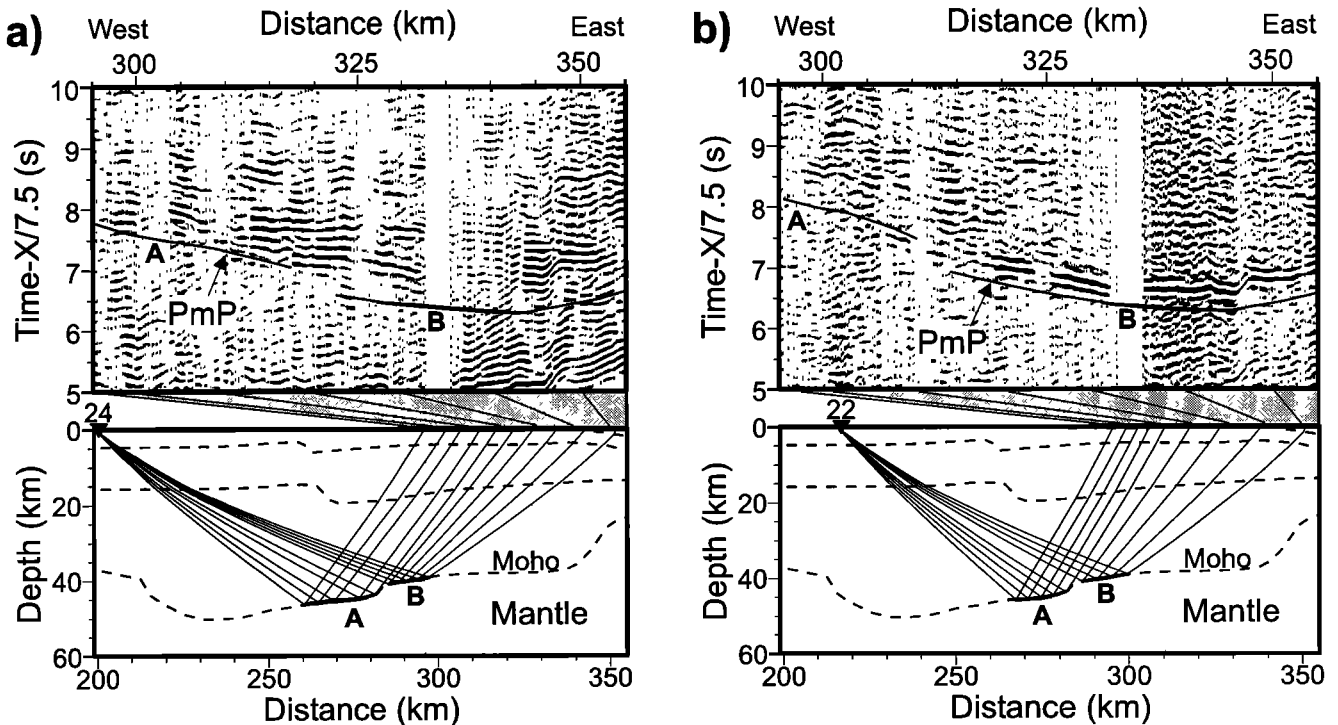 a)
West Distance (km) East
300 325 350
10
9
8
7
6
5
Time-X/7.5 (s)
A
PmP
B
24
0
20
40
60
Depth (km)
Moho
A
B
Mantle
200 250 300 350
Distance (km)
b)
West Distance (km) East
300 325 350
10
9
8
7
6
5
Time-X/7.5 (s)
A
PmP
B
22
0
20
40
60
Depth (km)
Moho
A
B
Mantle
200 250 300 350
Distance (km)